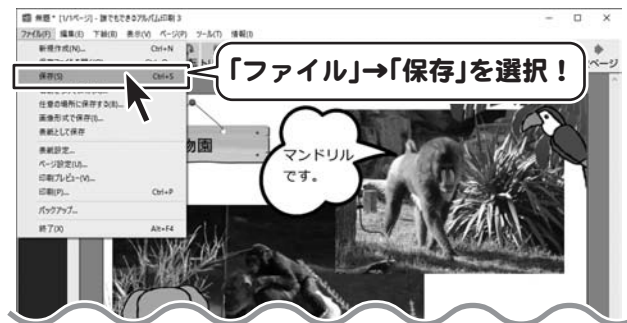 無題* [1/1ページ] - 誰でもできるアルバム印刷 3
ファイル(F) 編集(E) 下絵(B) 表示(V) ページ(P) ツール(T) 情報(I)
新規作成(N)... Ctrl+N
保存(S) Ctrl+S
「ファイル」→「保存」を選択！
ページ
任意の場所に保存する(B)...
画像形式で保存(I)...
表紙として保存
表紙設定...
ページ設定(U)...
印刷プレビュー(V)...
印刷(P)... Ctrl+P
バックアップ...
終了(X) Alt+F4
物園
マンドリル
です。